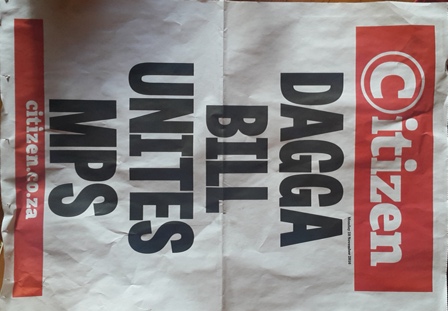 citizen
DAGGA
BILL
UNITES
MPS
citizen.co.za